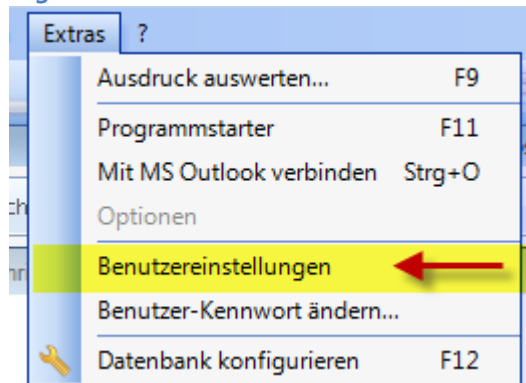 Extras ?
Ausdruck auswerten... F9
Programmstarter F11
Mit MS Outlook verbinden Strg+O
Optionen
Benutzereinstellungen
Benutzer-Kennwort ändern...
Datenbank konfigurieren F12